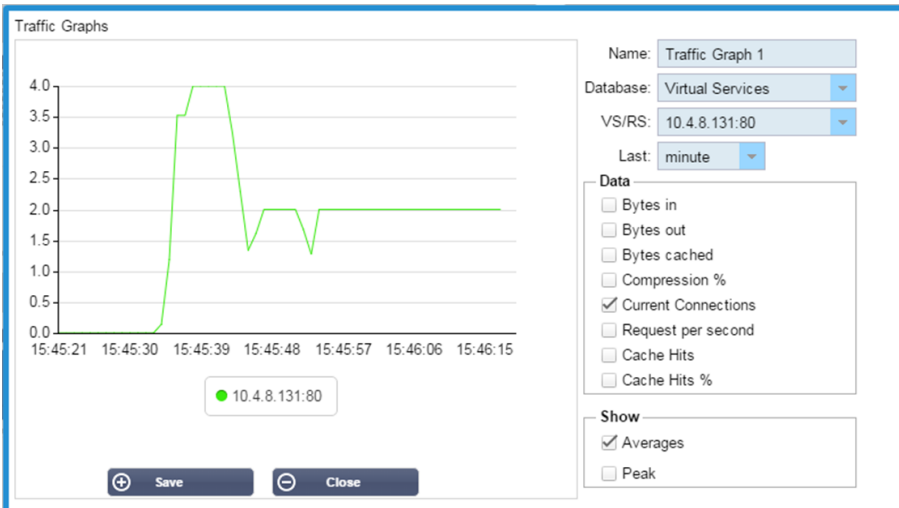 Traffic Graphs
4.0
3.5
3.0
2.5
2.0
1.5
1.0
0.5
0.0
15:45:21 15:45:30 15:45:39 15:45:48 15:45:57 15:46:06 15:46:15
10.4.8.131:80
Save Close
Name: Traffic Graph 1
Database: Virtual Services
VS/RS: 10.4.8.131:80
Last: minute
Data
Bytes in
Bytes out
Bytes cached
Compression %
Current Connections
Request per second
Cache Hits
Cache Hits %
Show
Averages
Peak